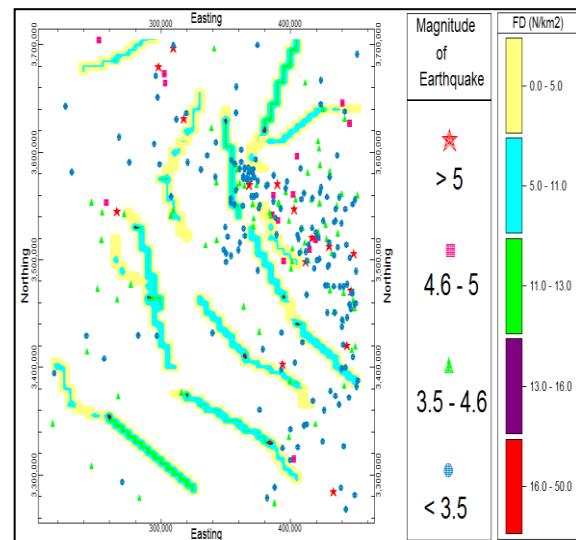 Easting
300,000 400,000
3,700,000
3,600,000
3,500,000
3,400,000
3,300,000
Northing
Northing
3,700,000
3,600,000
3,500,000
3,400,000
3,300,000
300,000 400,000
Easting
Magnitude
of
Earthquake
> 5
4.6 - 5
3.5 - 4.6
< 3.5
FD (N/km2)
0.0 - 5.0
5.0 - 11.0
11.0 - 13.0
13.0 - 16.0
16.0 - 50.0